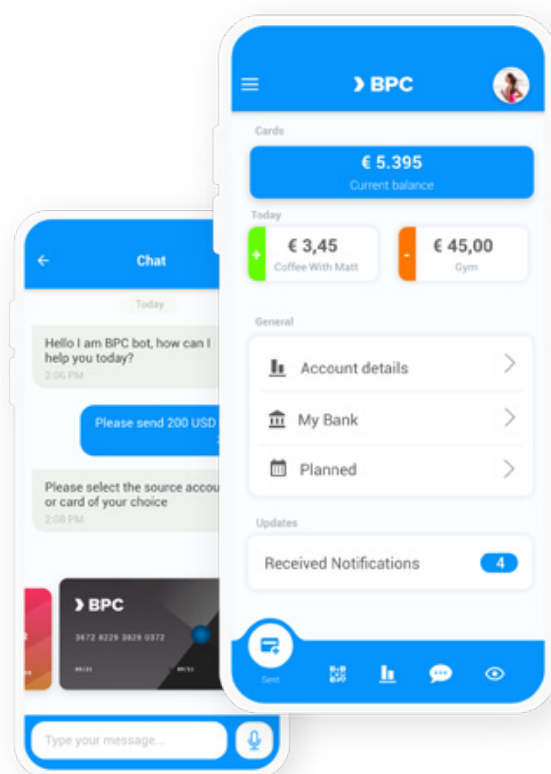 BPC
Cards
€ 5.395
Current balance
Today
+
€ 3,45
Coffee With Matt
-
€ 45,00
Gym
General
Account details
My Bank
Planned
Updates
Received Notifications
4
Sent
Chat
Today
Hello I am BPC bot, how can I
help you today?
2:06 PM
Please send 200 USD
Please select the source accou
or card of your choice
2:08 PM
BPC
3672 8229 3829 0372
Type your message...